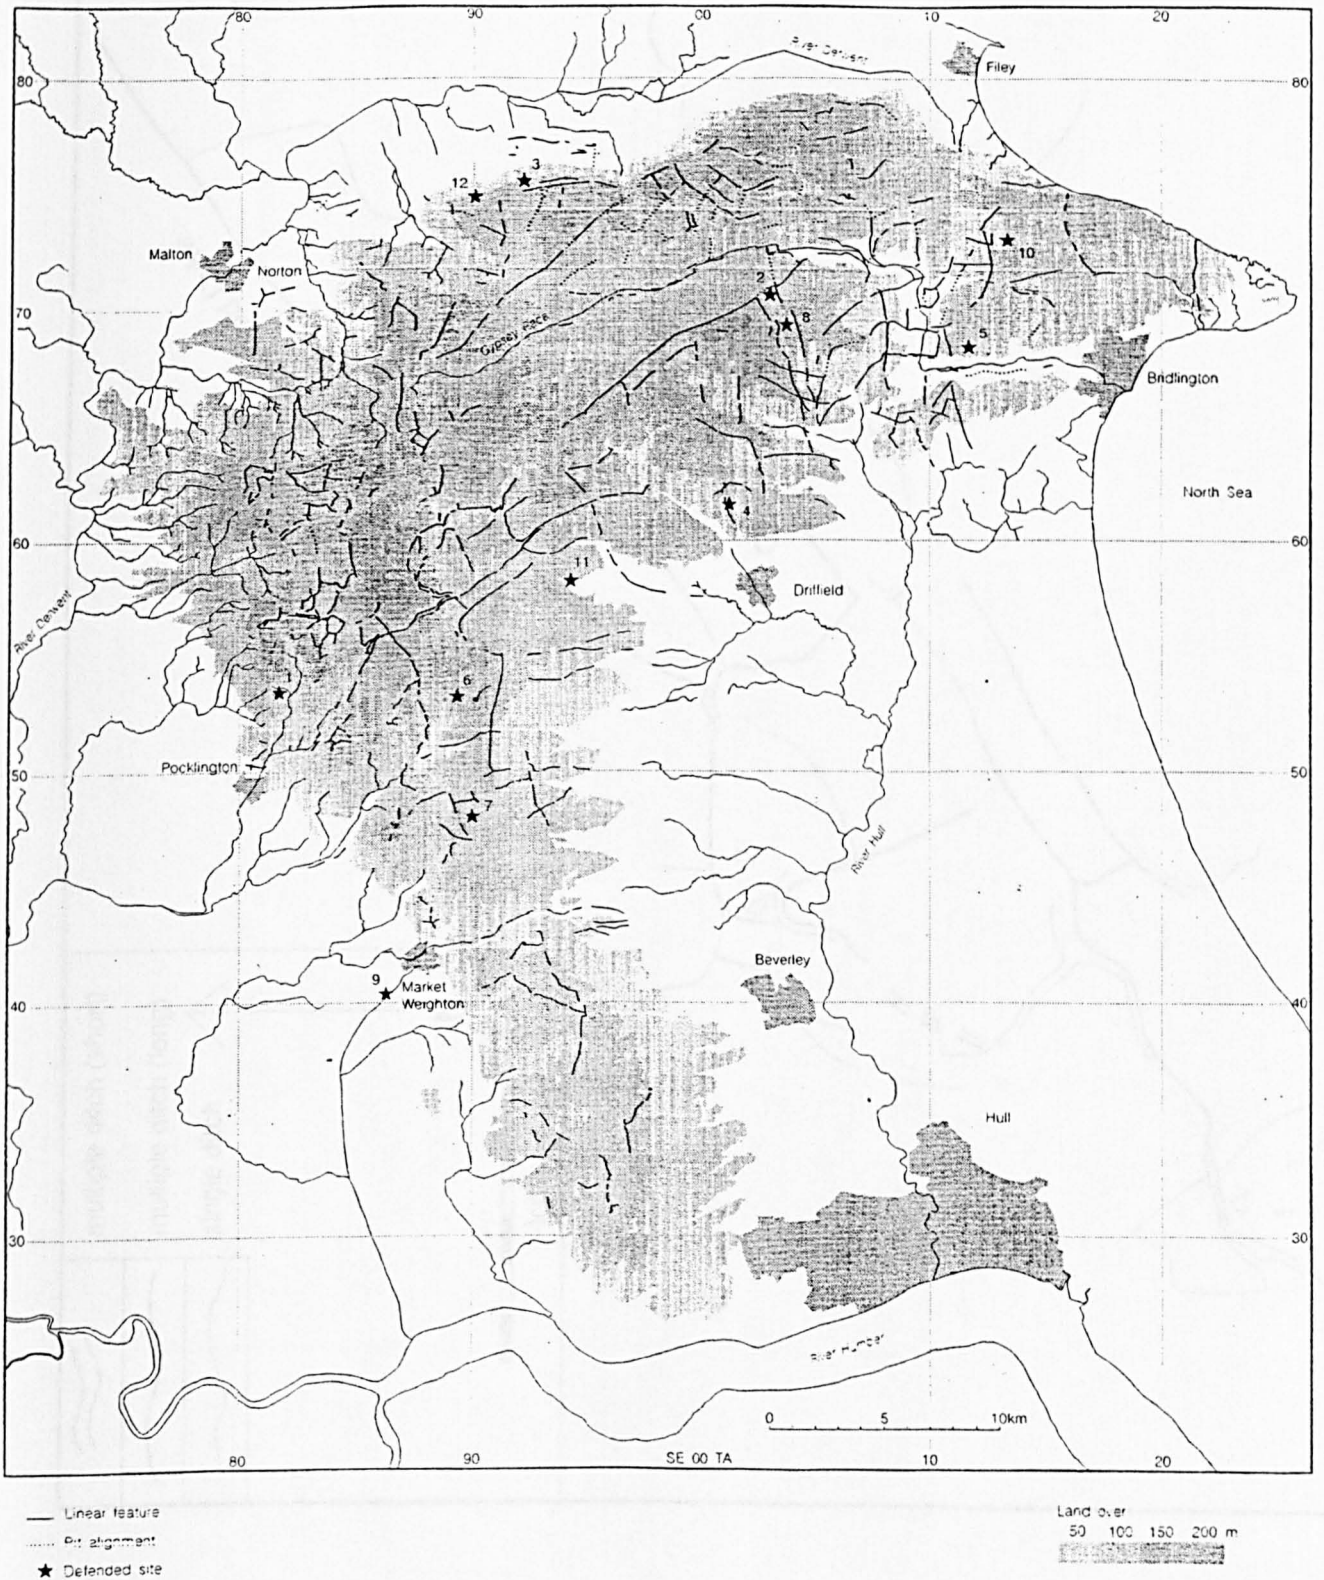 80 90 00 10 20
River Derwent
Filey
80 80
3
12
Malton
Norton
10
2
70
8
Gypsey Race
5
Bridlington
North Sea
4
60 60
11
Driffield
River Derwent
6
Pocklington
50 50
7
River Hull
Beverley
9
Market
Weighton
40 40
Hull
30 30
River Humber
0 5 10km
80 90 SE 00 TA 10 20
Linear feature
Pit alignment
Defended site
Land over
50 100 150 200 m